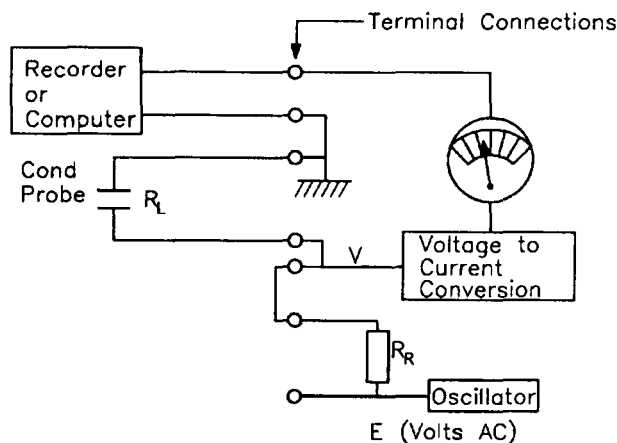 Terminal Connections
Recorder
or
Computer
Cond
Probe
R_L
V
Voltage to
Current
Conversion
R_R
Oscillator
E (Volts AC)